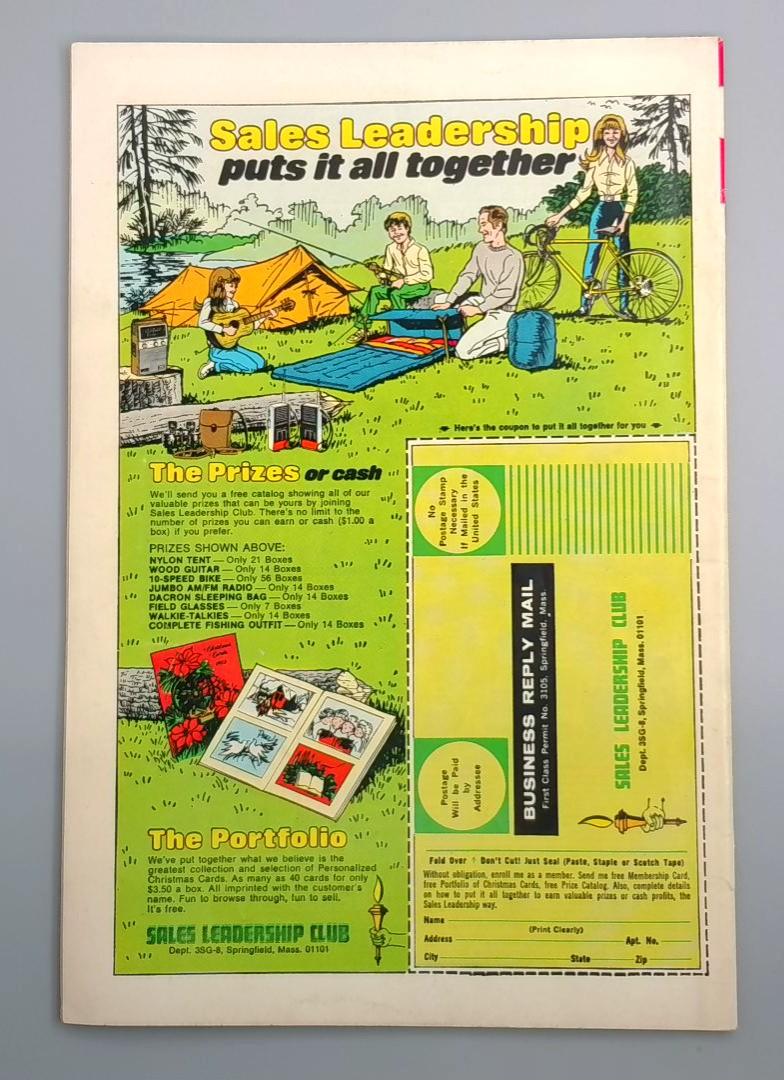 Sales Leadership
puts it all together
Here's the coupon to put it all together for you
The Prizes or cash
We'll send you a free catalog showing all of our
valuable prizes that can be yours by joining
Sales Leadership Club. There's no limit to the
number of prizes you can earn or cash ($1.00 a
box) if you prefer.
PRIZES SHOWN ABOVE:
NYLON TENT — Only 21 Boxes
WOOD GUITAR — Only 14 Boxes
10-SPEED BIKE — Only 56 Boxes
JUMBO AM/FM RADIO — Only 14 Boxes
DACRON SLEEPING BAG — Only 14 Boxes
FIELD GLASSES — Only 7 Boxes
WALKIE-TALKIES — Only 14 Boxes
COMPLETE FISHING OUTFIT — Only 14 Boxes
Christmas
Cards
The Portfolio
We've put together what we believe is the
greatest collection and selection of Personalized
Christmas Cards. As many as 40 cards for only
$3.50 a box. All imprinted with the customer's
name. Fun to browse through, fun to sell.
It's free.
SALES LEADERSHIP CLUB
Dept. 3SG-8, Springfield, Mass. 01101
No
Postage Stamp
Necessary
If Mailed in the
United States
Postage
Will be Paid
by
Addressee
BUSINESS REPLY MAIL
First Class Permit No. 3105, Springfield, Mass.
SALES LEADERSHIP CLUB
Dept. 3SG-8, Springfield, Mass. 01101
Fold Over ↑ Don't Cut! Just Seal (Paste, Staple or Scotch Tape)
Without obligation, enroll me as a member. Send me free Membership Card,
free Portfolio of Christmas Cards, free Prize Catalog. Also, complete details
on how to put it all together to earn valuable prizes or cash profits, the
Sales Leadership way.
Name
(Print Clearly)
Address Apt. No.
City State Zip